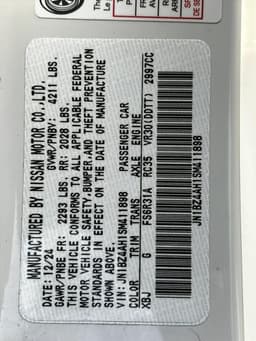 MANUFACTURED BY NISSAN MOTOR CO.,LTD.
GVWR/PNBV: 4211 LBS.
DATE: 12/24
GAWR/PNBE FR: 2293 LBS. RR: 2028 LBS.
THIS VEHICLE CONFORMS TO ALL APPLICABLE FEDERAL
MOTOR VEHICLE SAFETY,BUMPER,AND THEFT PREVENTION
STANDARDS IN EFFECT ON THE DATE OF MANUFACTURE
SHOWN ABOVE.
VIN:JN1BZ4AH1SM411898 PASSENGER CAR
COLOR TRIM TRANS AXLE ENGINE
XBJ G FS6R31A RC35 VR30(DDTT) 2997CC
JN1BZ4AH1SM411898